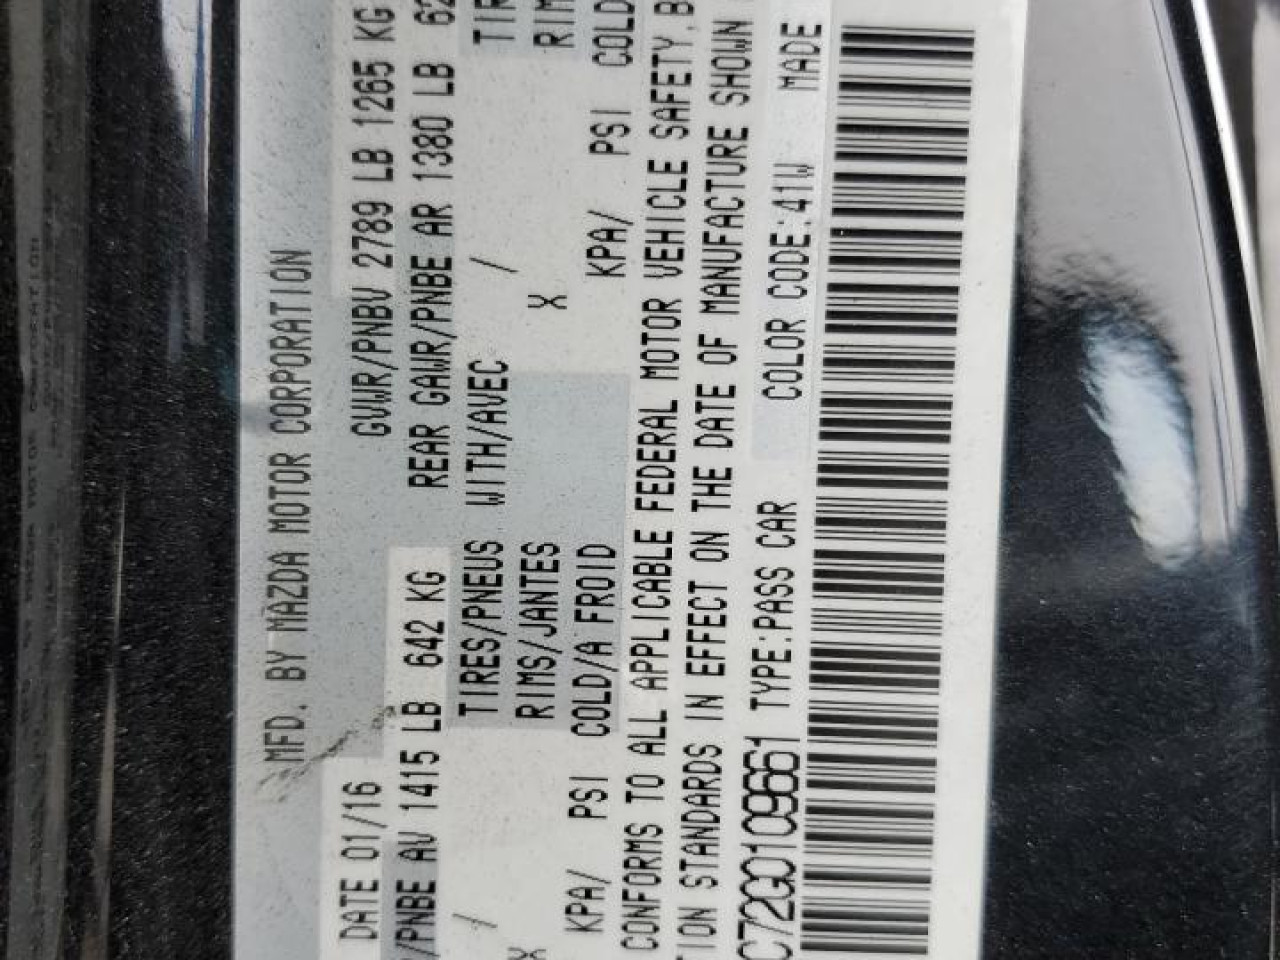 MFD. BY MAZDA MOTOR CORPORATION
DATE 01/16 GVWR/PNBV 2789 LB 1265 KG
/PNBE AV 1415 LB 642 KG REAR GAWR/PNBE AR 1380 LB 62
/ TIRES/PNEUS WITH/AVEC / TIR
X RIMS/JANTES X RIM
KPA/ PSI COLD/A FROID KPA/ PSI COLD
CONFORMS TO ALL APPLICABLE FEDERAL MOTOR VEHICLE SAFETY, B
TION STANDARDS IN EFFECT ON THE DATE OF MANUFACTURE SHOWN
C72G0109661 TYPE:PASS CAR COLOR CODE:41W MADE